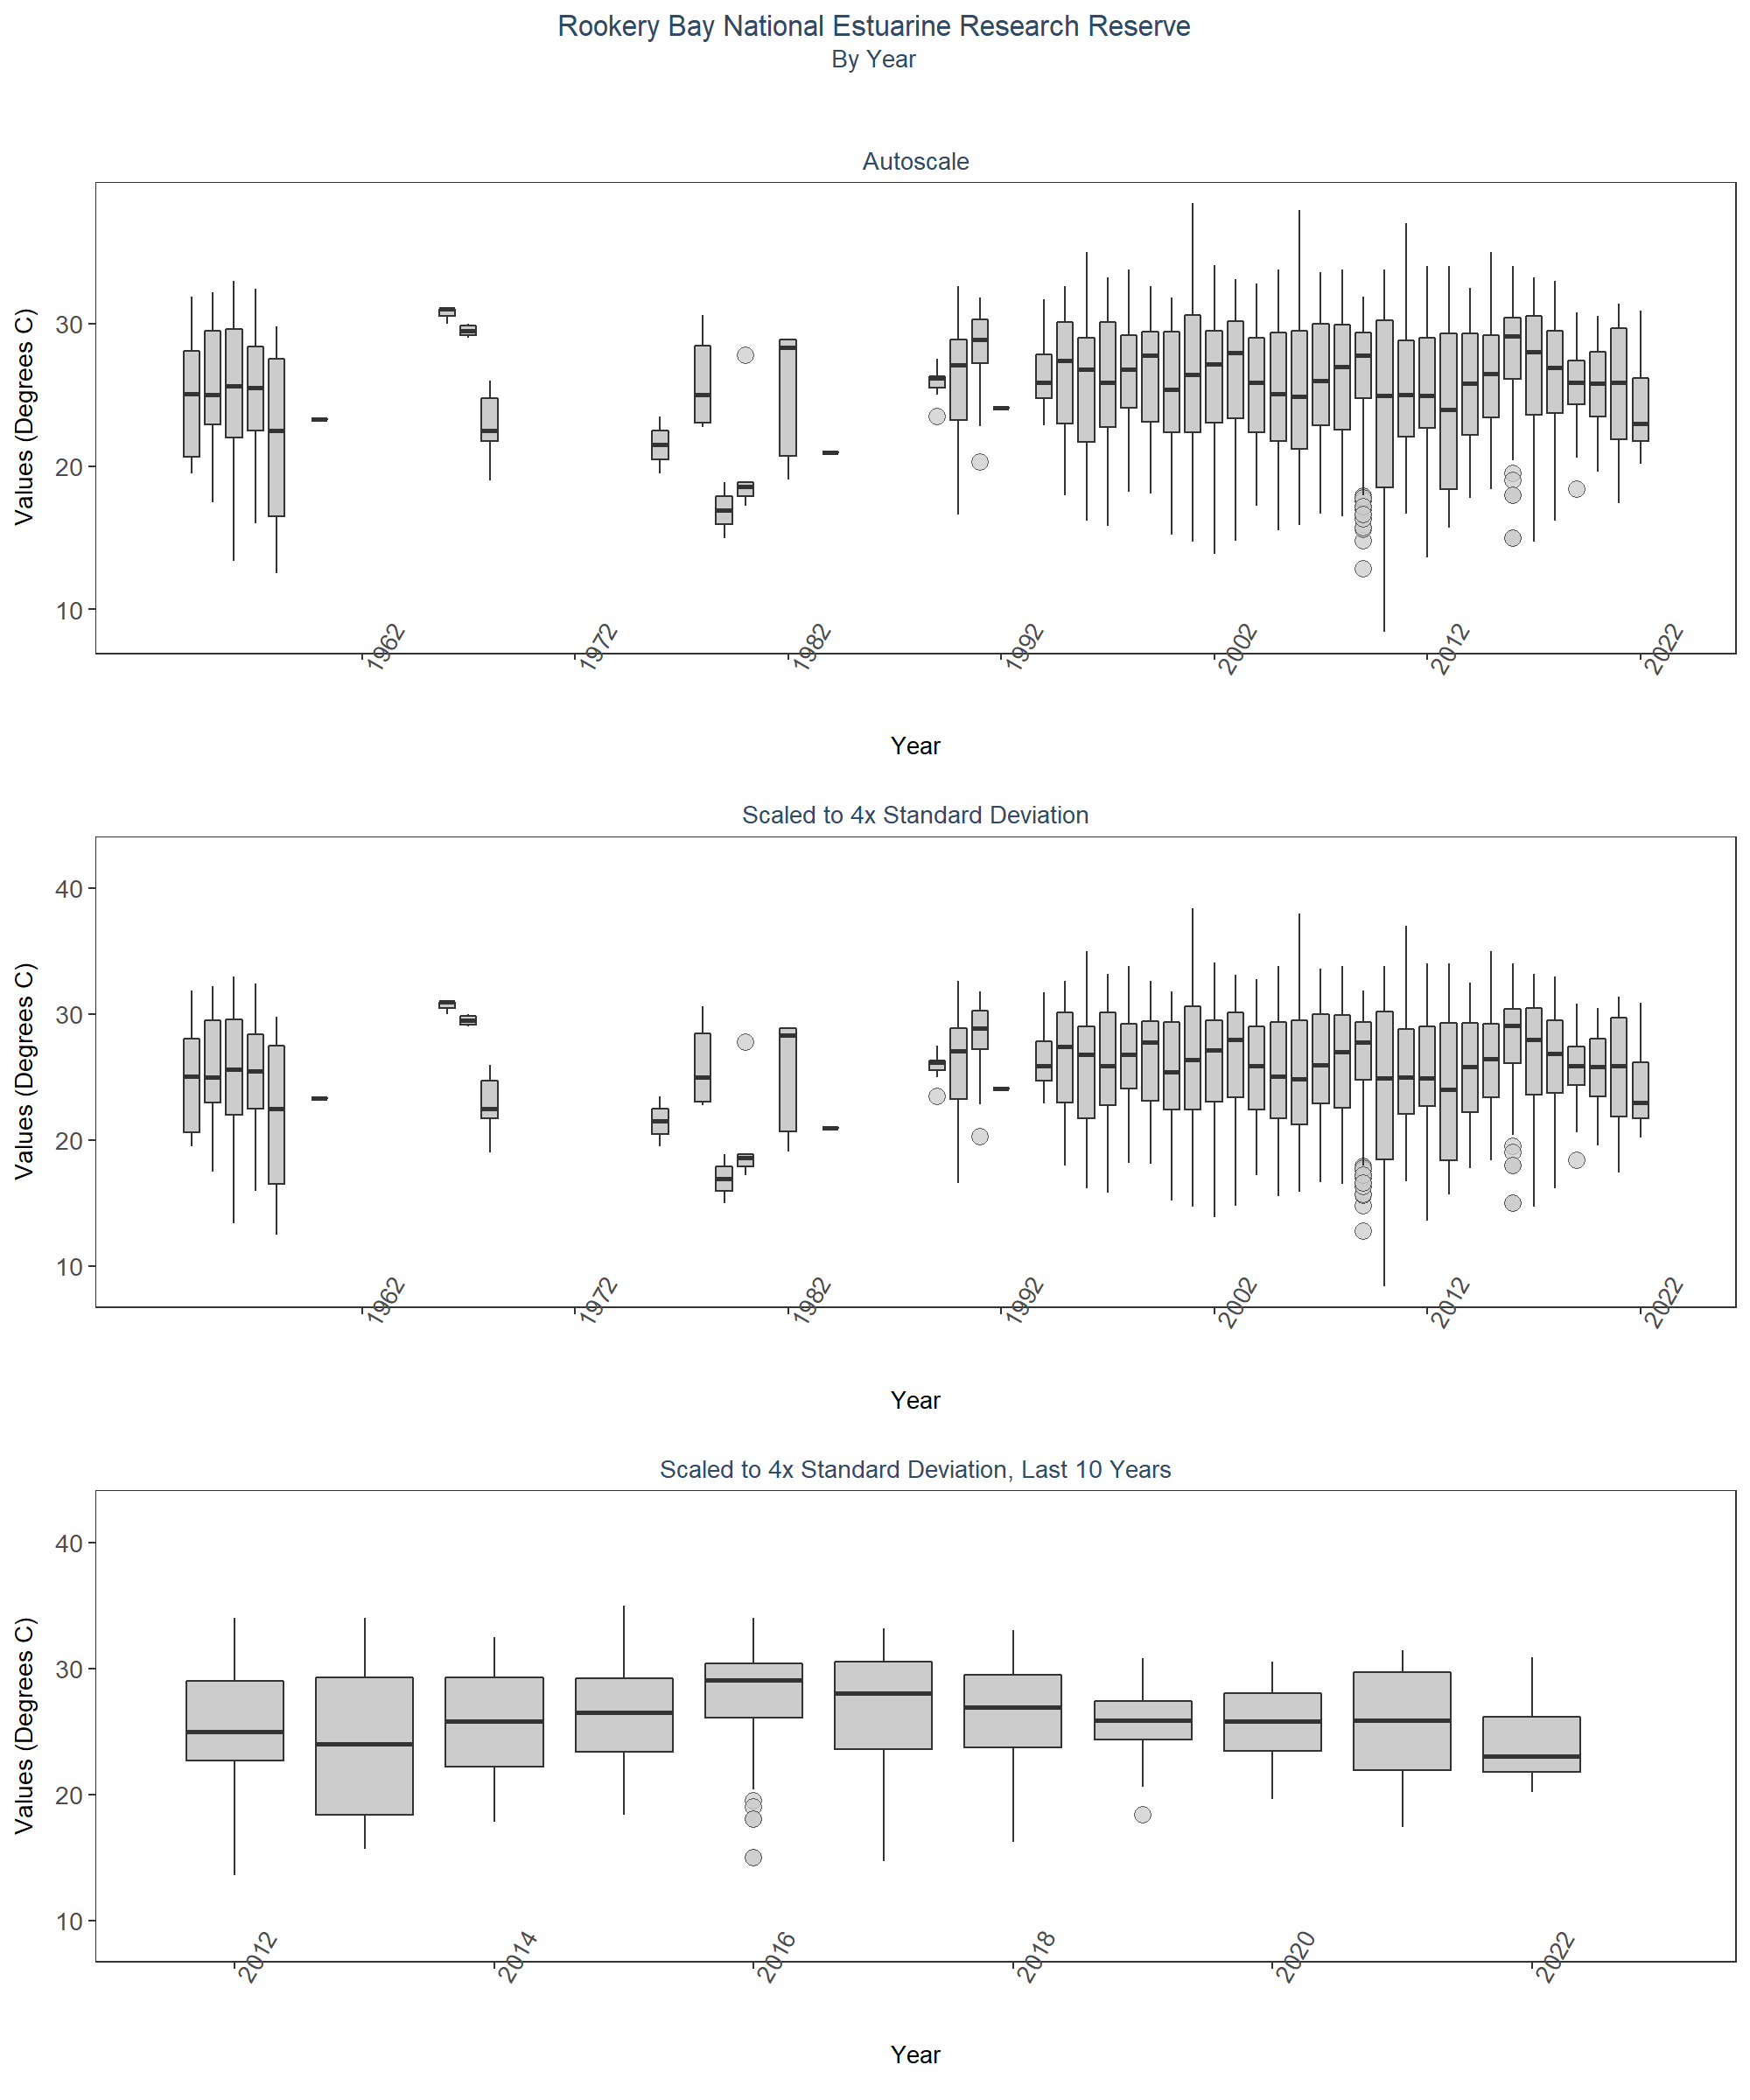 Rookery Bay National Estuarine Research Reserve
By Year
Autoscale
Values (Degrees C)
30
20
10
1962 1972 1982 1992 2002 2012 2022
Year
Scaled to 4x Standard Deviation
Values (Degrees C)
40
30
20
10
1962 1972 1982 1992 2002 2012 2022
Year
Scaled to 4x Standard Deviation, Last 10 Years
Values (Degrees C)
40
30
20
10
2012 2014 2016 2018 2020 2022
Year